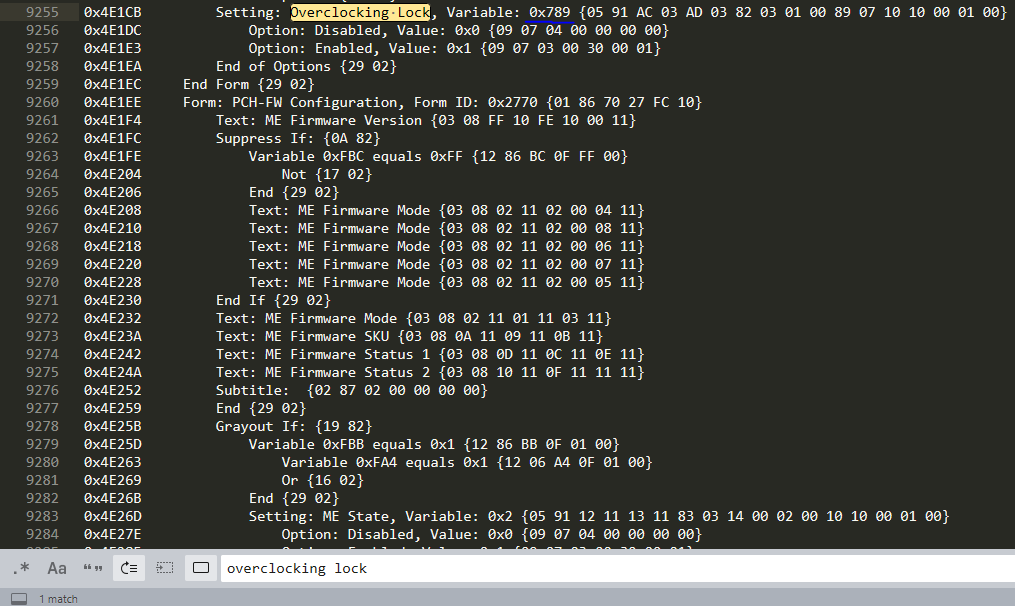 9255 0x4E1CB Setting: Overclocking Lock, Variable: 0x789 {05 91 AC 03 AD 03 82 03 01 00 89 07 10 10 00 01 00}
9256 0x4E1DC Option: Disabled, Value: 0x0 {09 07 04 00 00 00 00}
9257 0x4E1E3 Option: Enabled, Value: 0x1 {09 07 03 00 30 00 01}
9258 0x4E1EA End of Options {29 02}
9259 0x4E1EC End Form {29 02}
9260 0x4E1EE Form: PCH-FW Configuration, Form ID: 0x2770 {01 86 70 27 FC 10}
9261 0x4E1F4 Text: ME Firmware Version {03 08 FF 10 FE 10 00 11}
9262 0x4E1FC Suppress If: {0A 82}
9263 0x4E1FE Variable 0xFBC equals 0xFF {12 86 BC 0F FF 00}
9264 0x4E204 Not {17 02}
9265 0x4E206 End {29 02}
9266 0x4E208 Text: ME Firmware Mode {03 08 02 11 02 00 04 11}
9267 0x4E210 Text: ME Firmware Mode {03 08 02 11 02 00 08 11}
9268 0x4E218 Text: ME Firmware Mode {03 08 02 11 02 00 06 11}
9269 0x4E220 Text: ME Firmware Mode {03 08 02 11 02 00 07 11}
9270 0x4E228 Text: ME Firmware Mode {03 08 02 11 02 00 05 11}
9271 0x4E230 End If {29 02}
9272 0x4E232 Text: ME Firmware Mode {03 08 02 11 01 11 03 11}
9273 0x4E23A Text: ME Firmware SKU {03 08 0A 11 09 11 0B 11}
9274 0x4E242 Text: ME Firmware Status 1 {03 08 0D 11 0C 11 0E 11}
9275 0x4E24A Text: ME Firmware Status 2 {03 08 10 11 0F 11 11 11}
9276 0x4E252 Subtitle: {02 87 02 00 00 00 00}
9277 0x4E259 End {29 02}
9278 0x4E25B Grayout If: {19 82}
9279 0x4E25D Variable 0xFBB equals 0x1 {12 86 BB 0F 01 00}
9280 0x4E263 Variable 0xFA4 equals 0x1 {12 06 A4 0F 01 00}
9281 0x4E269 Or {16 02}
9282 0x4E26B End {29 02}
9283 0x4E26D Setting: ME State, Variable: 0x2 {05 91 12 11 13 11 83 03 14 00 02 00 10 10 00 01 00}
9284 0x4E27E Option: Disabled, Value: 0x0 {09 07 04 00 00 00 00}
.* Aa “” overclocking lock
1 match